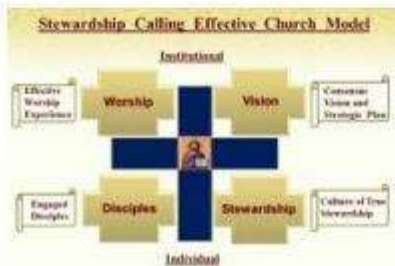 Stewardship Calling Effective Church Model
Institutional
Effective
Worship
Experience
Worship
Vision
Consensus
Vision and
Strategic Plan
Engaged
Disciples
Disciples
Stewardship
Culture of True
Stewardship
Individual